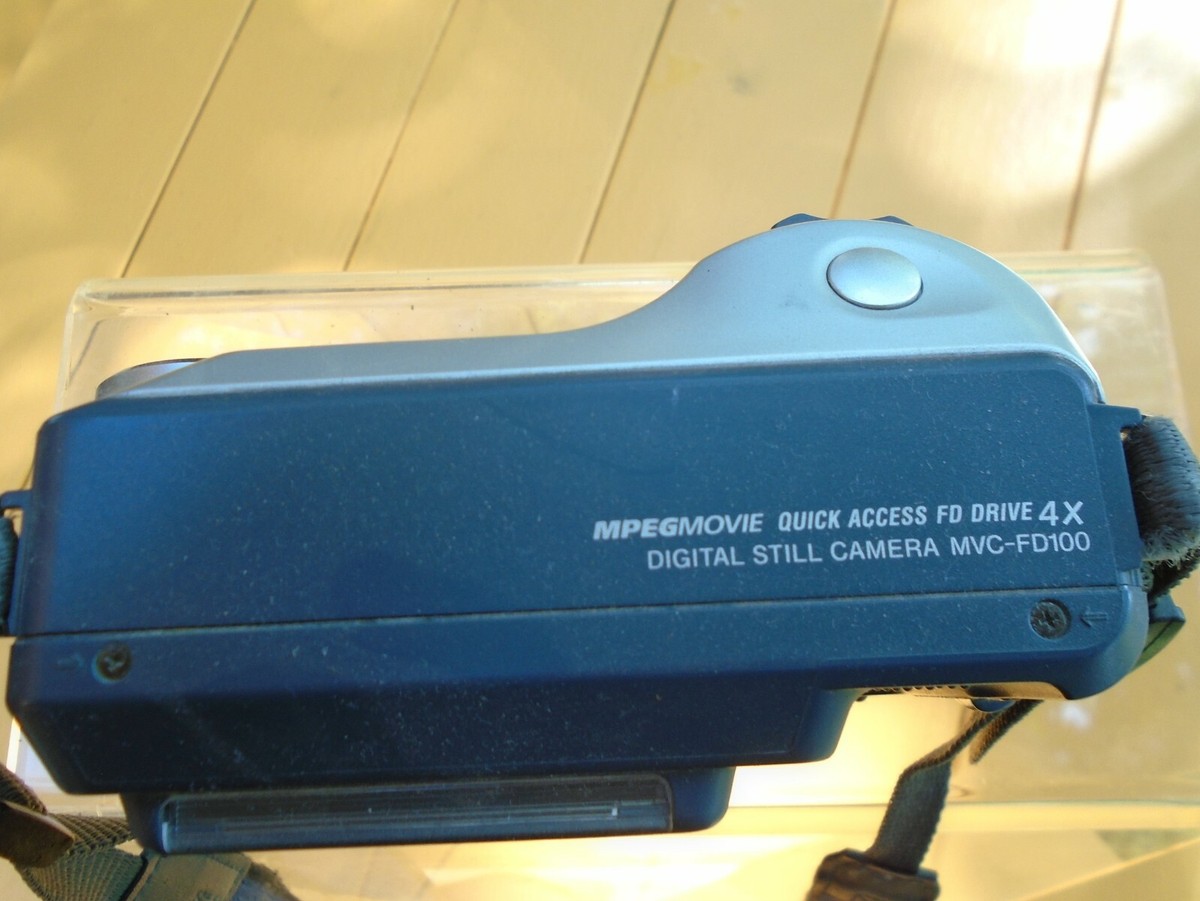 MPEGMOVIE QUICK ACCESS FD DRIVE 4X
DIGITAL STILL CAMERA MVC-FD100